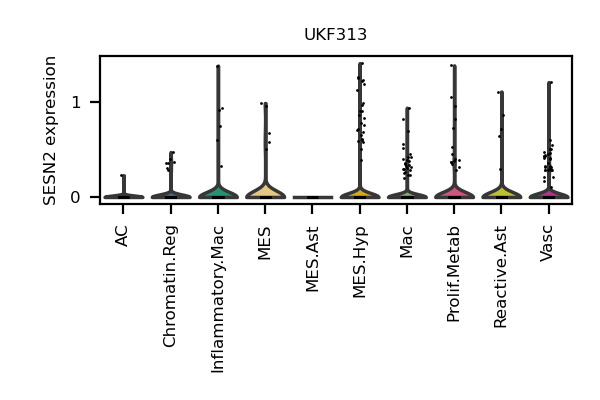 UKF313
SESN2 expression
1
0
AC
Chromatin.Reg
Inflammatory.Mac
MES
MES.Ast
MES.Hyp
Mac
Prolif.Metab
Reactive.Ast
Vasc